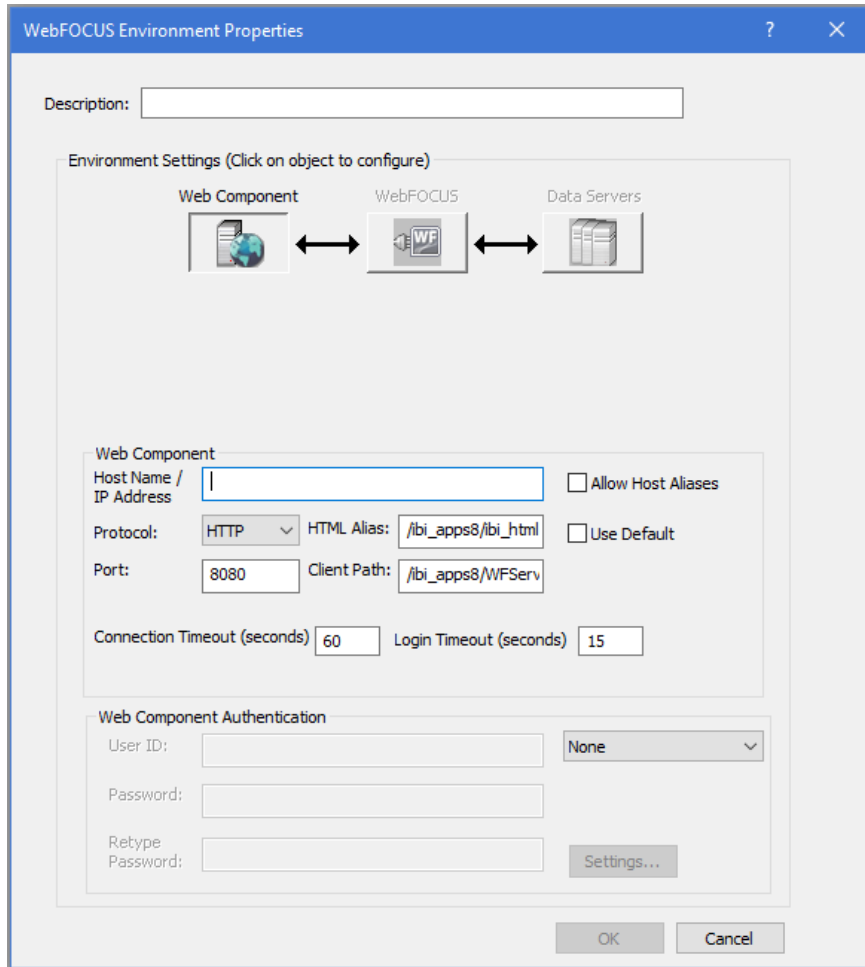 WebFOCUS Environment Properties ?
Description:
Environment Settings (Click on object to configure)
Web Component WebFOCUS Data Servers
WF
Web Component
Host Name / IP Address
Allow Host Aliases
Protocol: HTTP HTML Alias: /ibi_apps8/ibi_html Use Default
Port: 8080 Client Path: /ibi_apps8/WFServ
Connection Timeout (seconds) 60 Login Timeout (seconds) 15
Web Component Authentication
User ID: None
Password:
Retype
Password: Settings...
OK Cancel